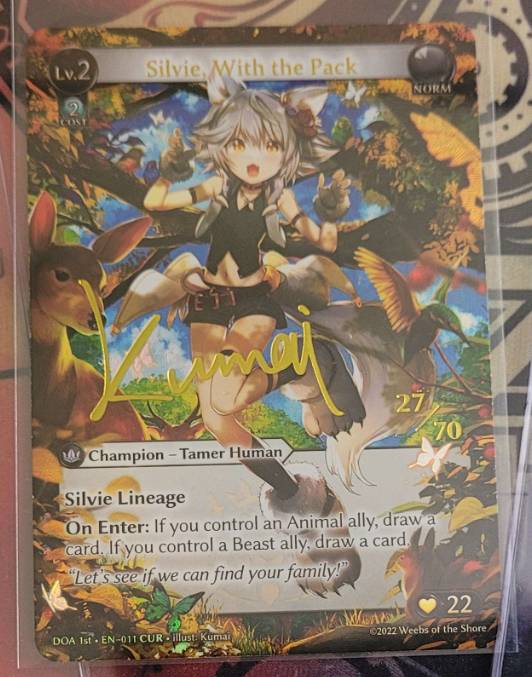 Lv.2
Silvie, With the Pack
NORM
2
COST
Kumai
27/70
Champion – Tamer Human
Silvie Lineage
On Enter: If you control an Animal ally, draw a
card. If you control a Beast ally, draw a card.
"Let's see if we can find your family!"
22
DOA 1st • EN-011 CUR • illust. Kumai
©2022 Weebs of the Shore